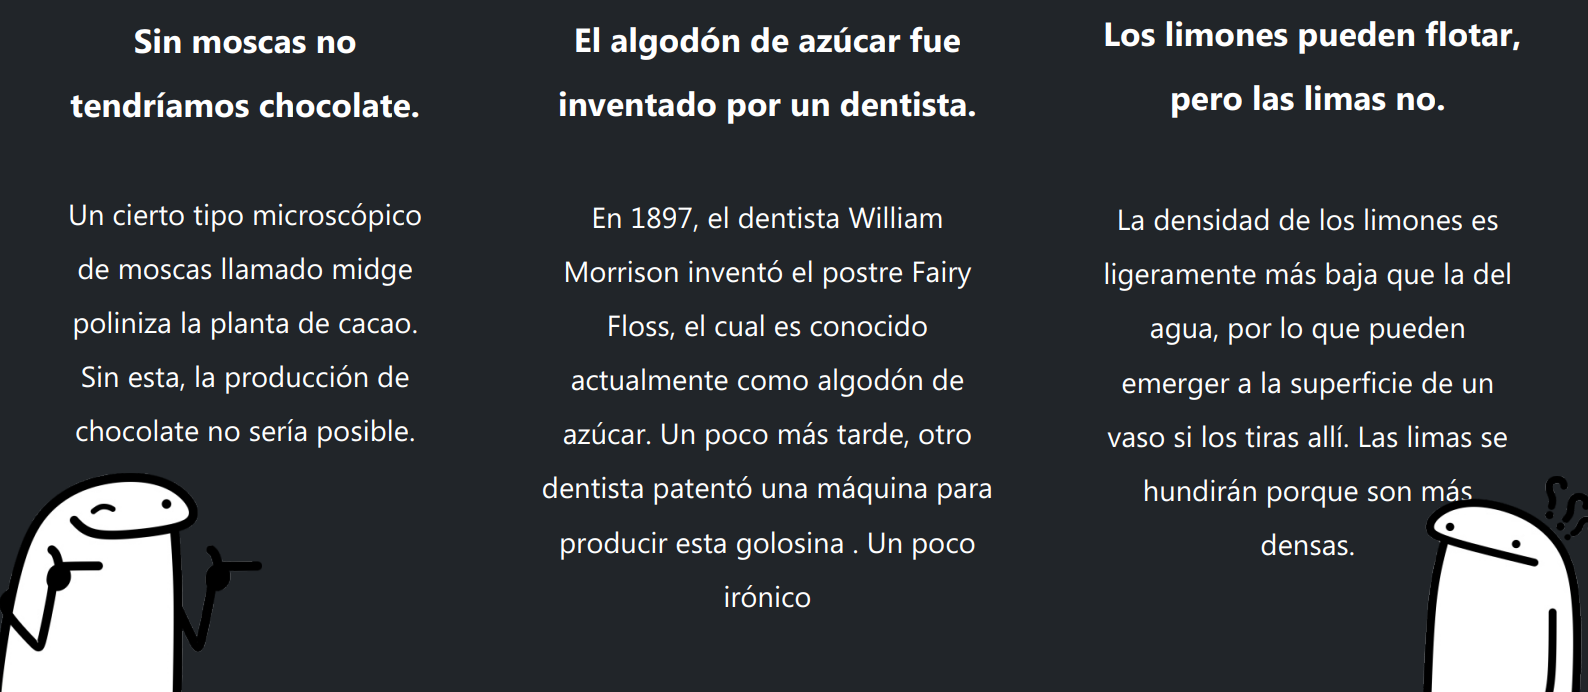 Sin moscas no
tendríamos chocolate.
Un cierto tipo microscópico
de moscas llamado midge
poliniza la planta de cacao.
Sin esta, la producción de
chocolate no sería posible.
El algodón de azúcar fue
inventado por un dentista.
En 1897, el dentista William
Morrison inventó el postre Fairy
Floss, el cual es conocido
actualmente como algodón de
azúcar. Un poco más tarde, otro
dentista patentó una máquina para
producir esta golosina . Un poco
irónico
Los limones pueden flotar,
pero las limas no.
La densidad de los limones es
ligeramente más baja que la del
agua, por lo que pueden
emerger a la superficie de un
vaso si los tiras allí. Las limas se
hundirán porque son más
densas.
???